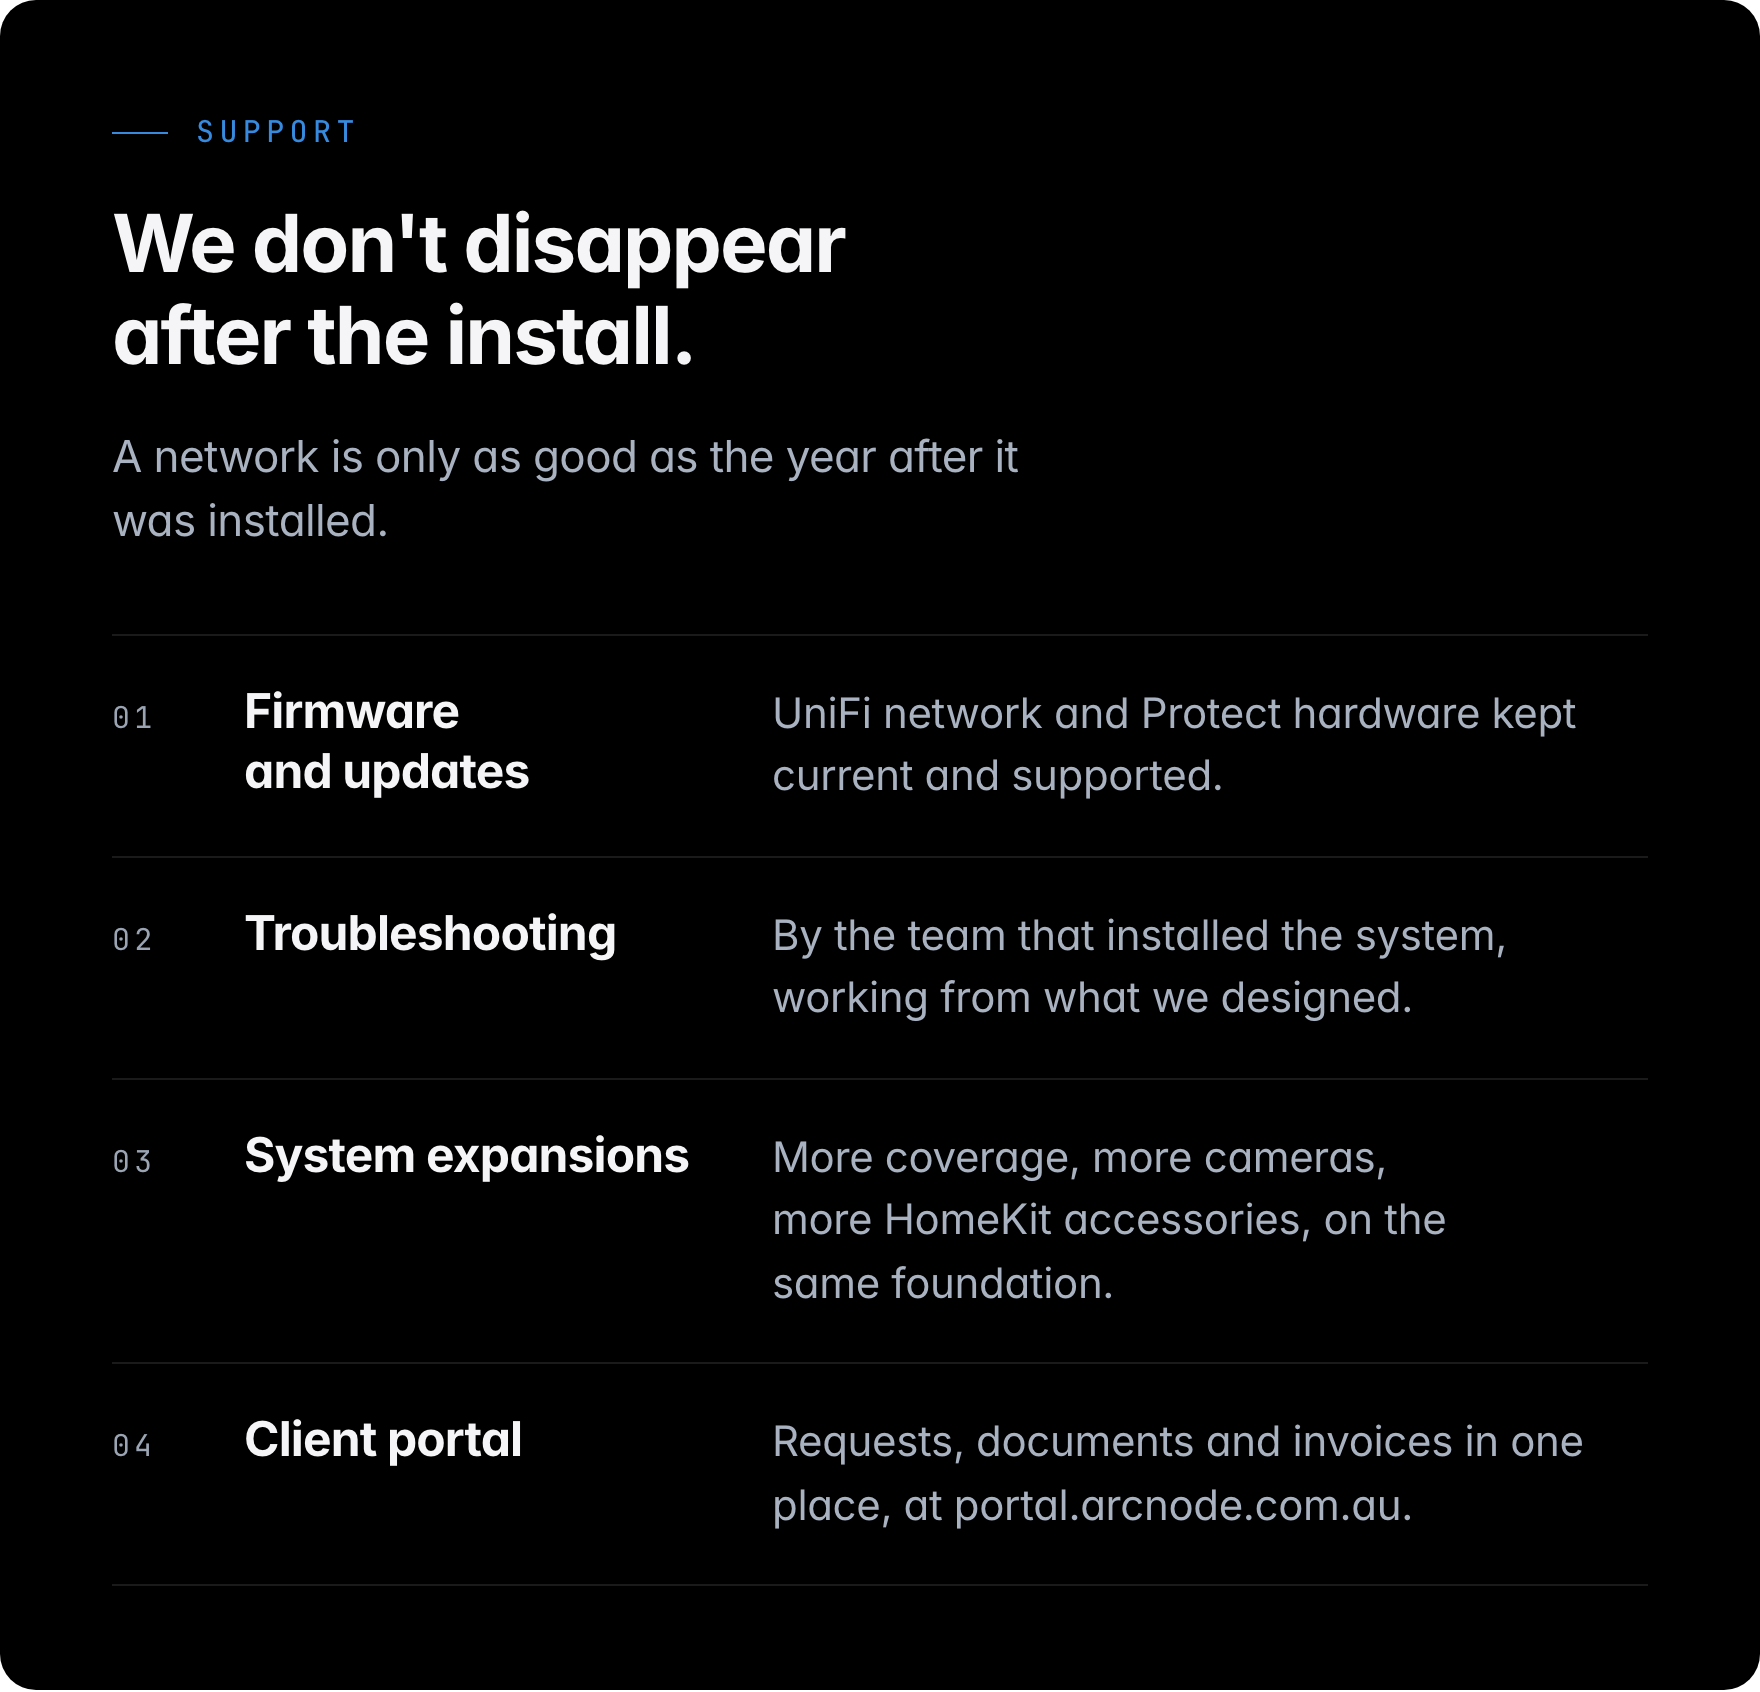 SUPPORT
We don't disappear
after the install.
A network is only as good as the year after it
was installed.
01
Firmware
and updates
UniFi network and Protect hardware kept
current and supported.
02
Troubleshooting
By the team that installed the system,
working from what we designed.
03
System expansions
More coverage, more cameras,
more HomeKit accessories, on the
same foundation.
04
Client portal
Requests, documents and invoices in one
place, at portal.arcnode.com.au.